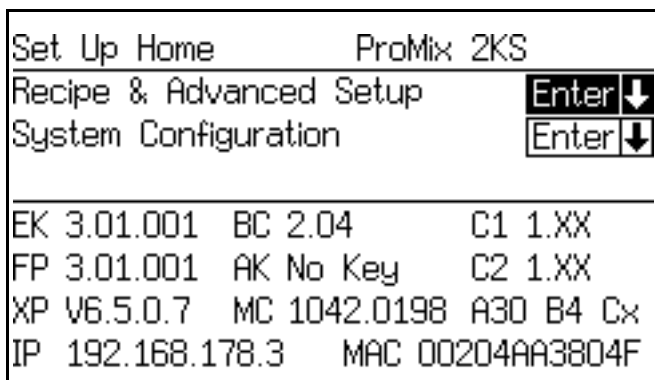 Set Up Home ProMix 2KS
Recipe & Advanced Setup Enter
System Configuration Enter
EK 3.01.001 BC 2.04 C1 1.XX
FP 3.01.001 AK No Key C2 1.XX
XP V6.5.0.7 MC 1042.0198 A30 B4 Cx
IP 192.168.178.3 MAC 00204AA3804F